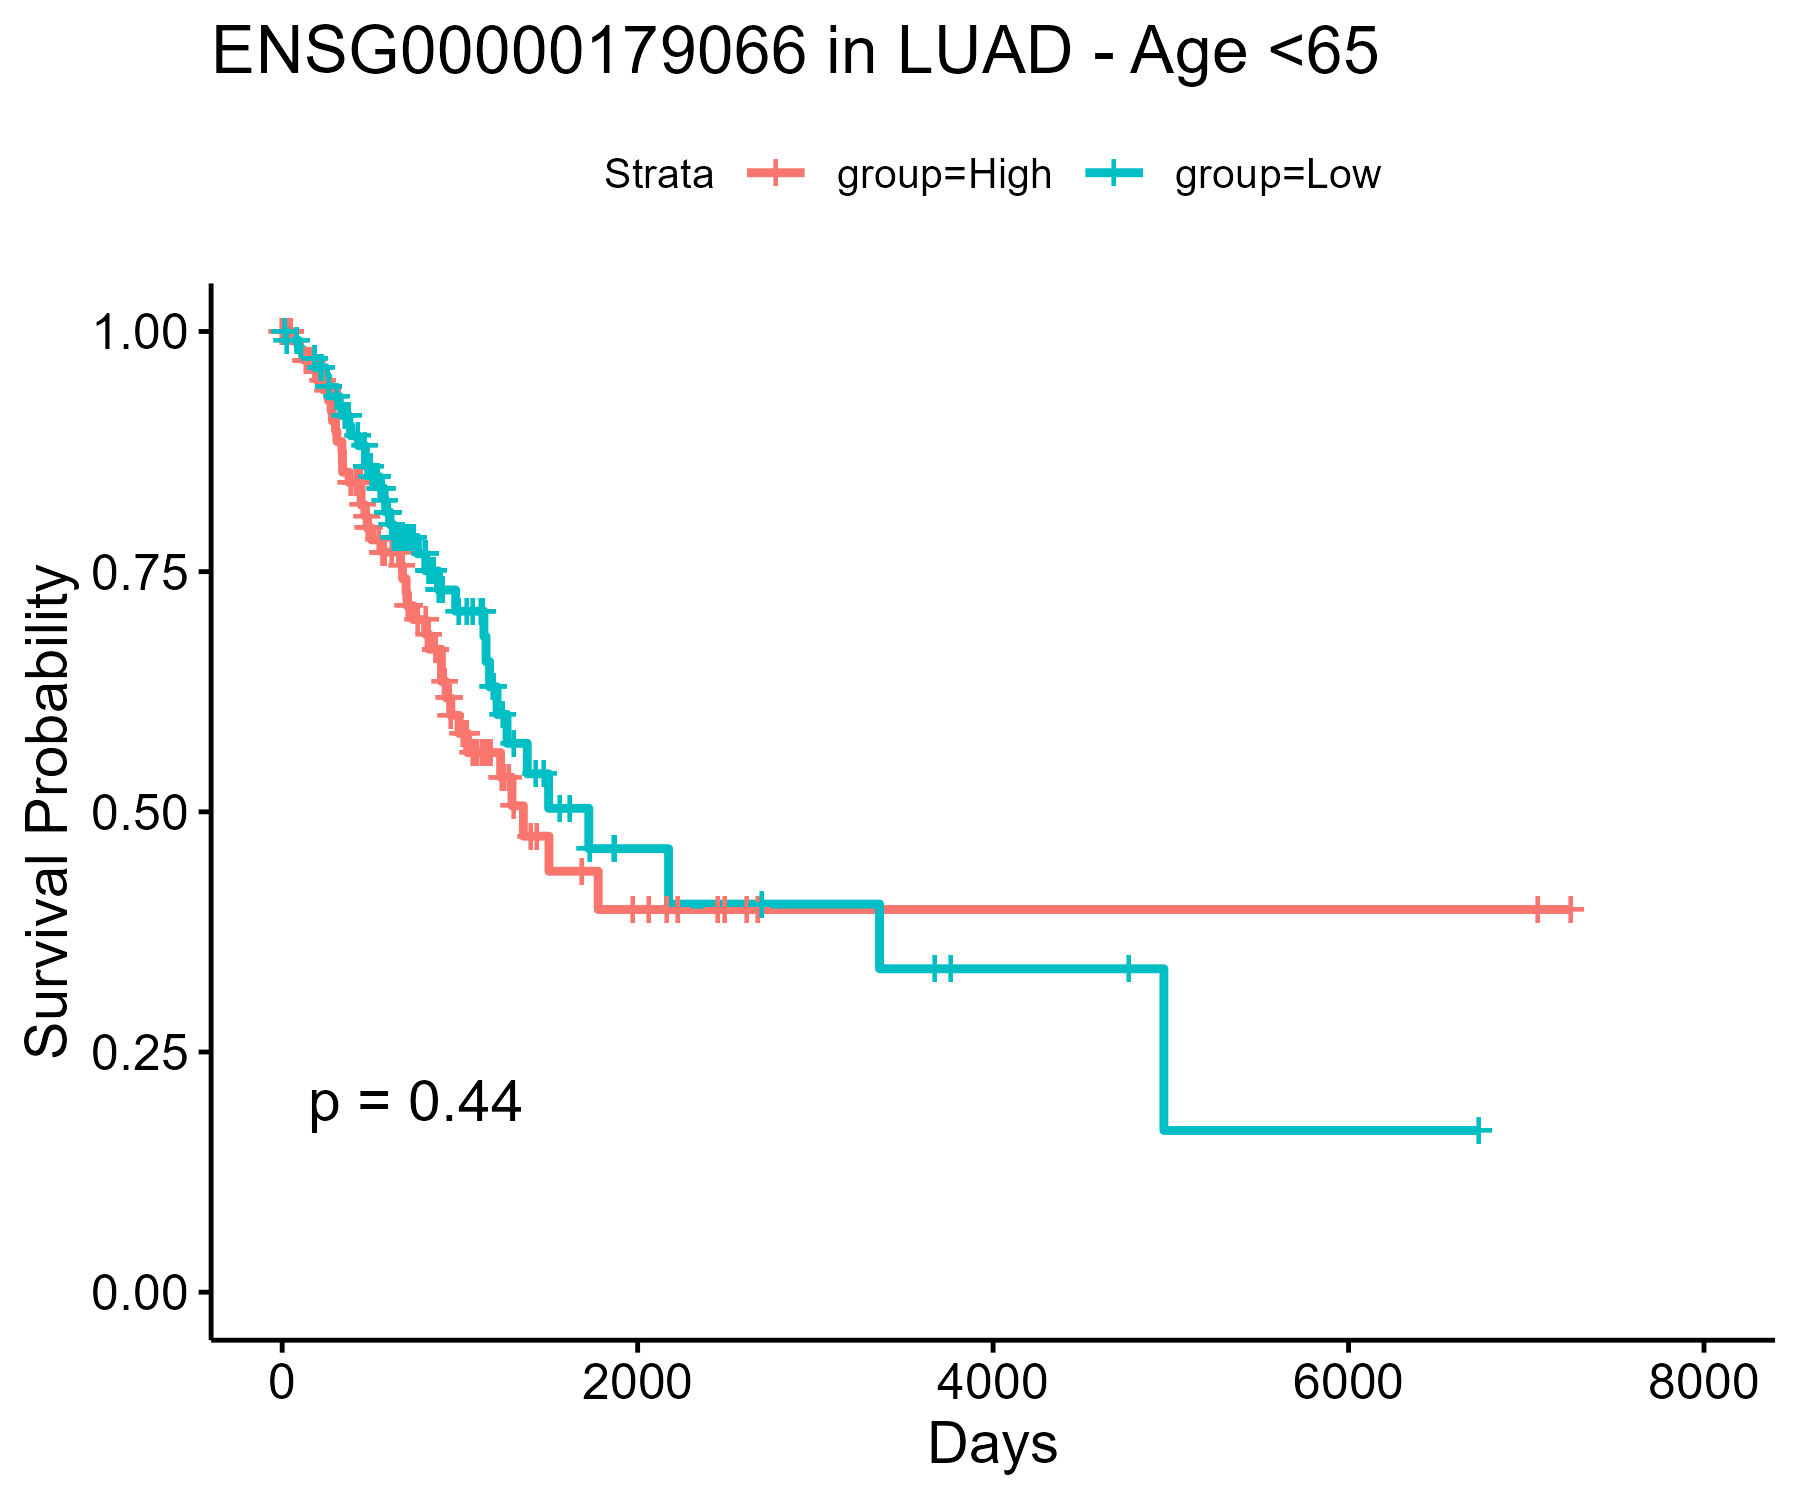 ENSG00000179066 in LUAD - Age <65
Strata group=High group=Low
1.00
0.75
0.50
0.25
0.00
Survival Probability
p = 0.44
0 2000 4000 6000 8000
Days